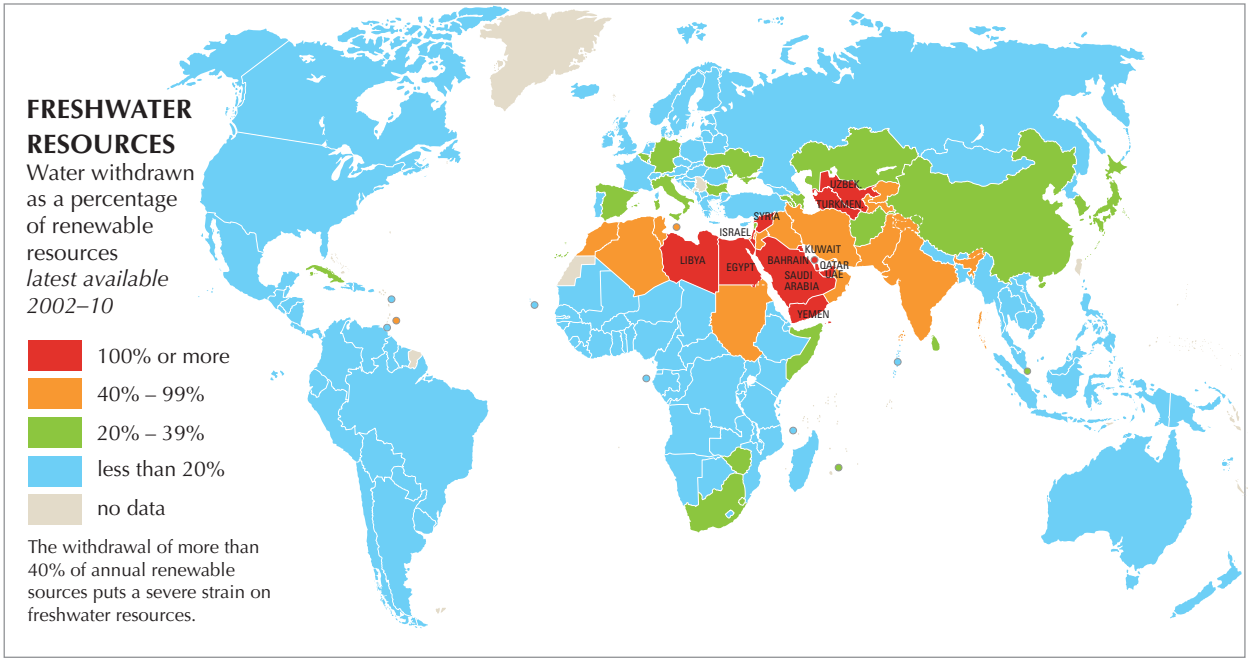 FRESHWATER
RESOURCES
Water withdrawn
as a percentage
of renewable
resources
latest available
2002–10
100% or more
40% – 99%
20% – 39%
less than 20%
no data
The withdrawal of more than
40% of annual renewable
sources puts a severe strain on
freshwater resources.
UZBEK.
TURKMEN.
SYRIA
ISRAEL
KUWAIT
LIBYA
EGYPT
BAHRAIN
QATAR
UAE
SAUDI
ARABIA
YEMEN